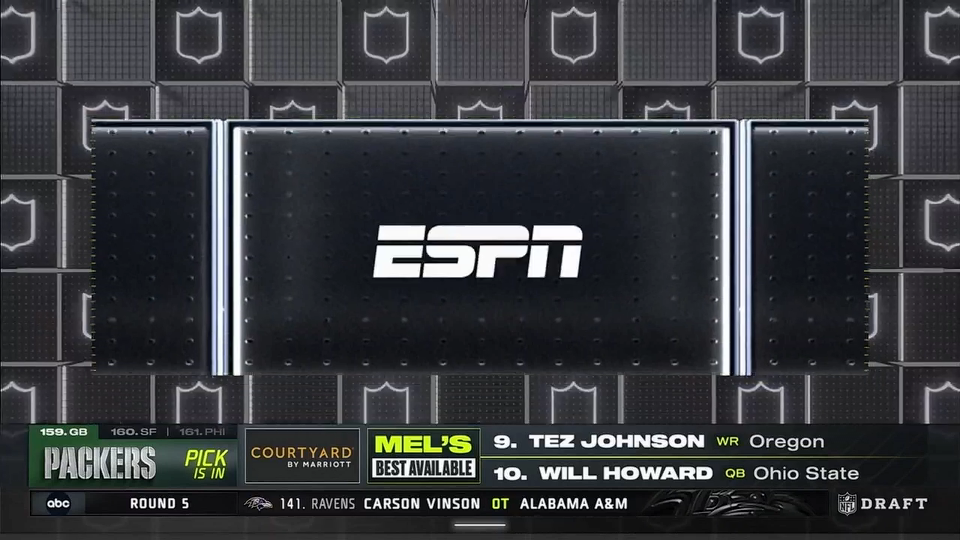 ESPN
159. GB 160. SF | 161. PHI
PACKERS
PICK IS IN
COURTYARD®
BY MARRIOTT
MEL'S
BEST AVAILABLE
9. TEZ JOHNSON WR Oregon
10. WILL HOWARD QB Ohio State
abc ROUND 5 141. RAVENS CARSON VINSON OT ALABAMA A&M NFL DRAFT